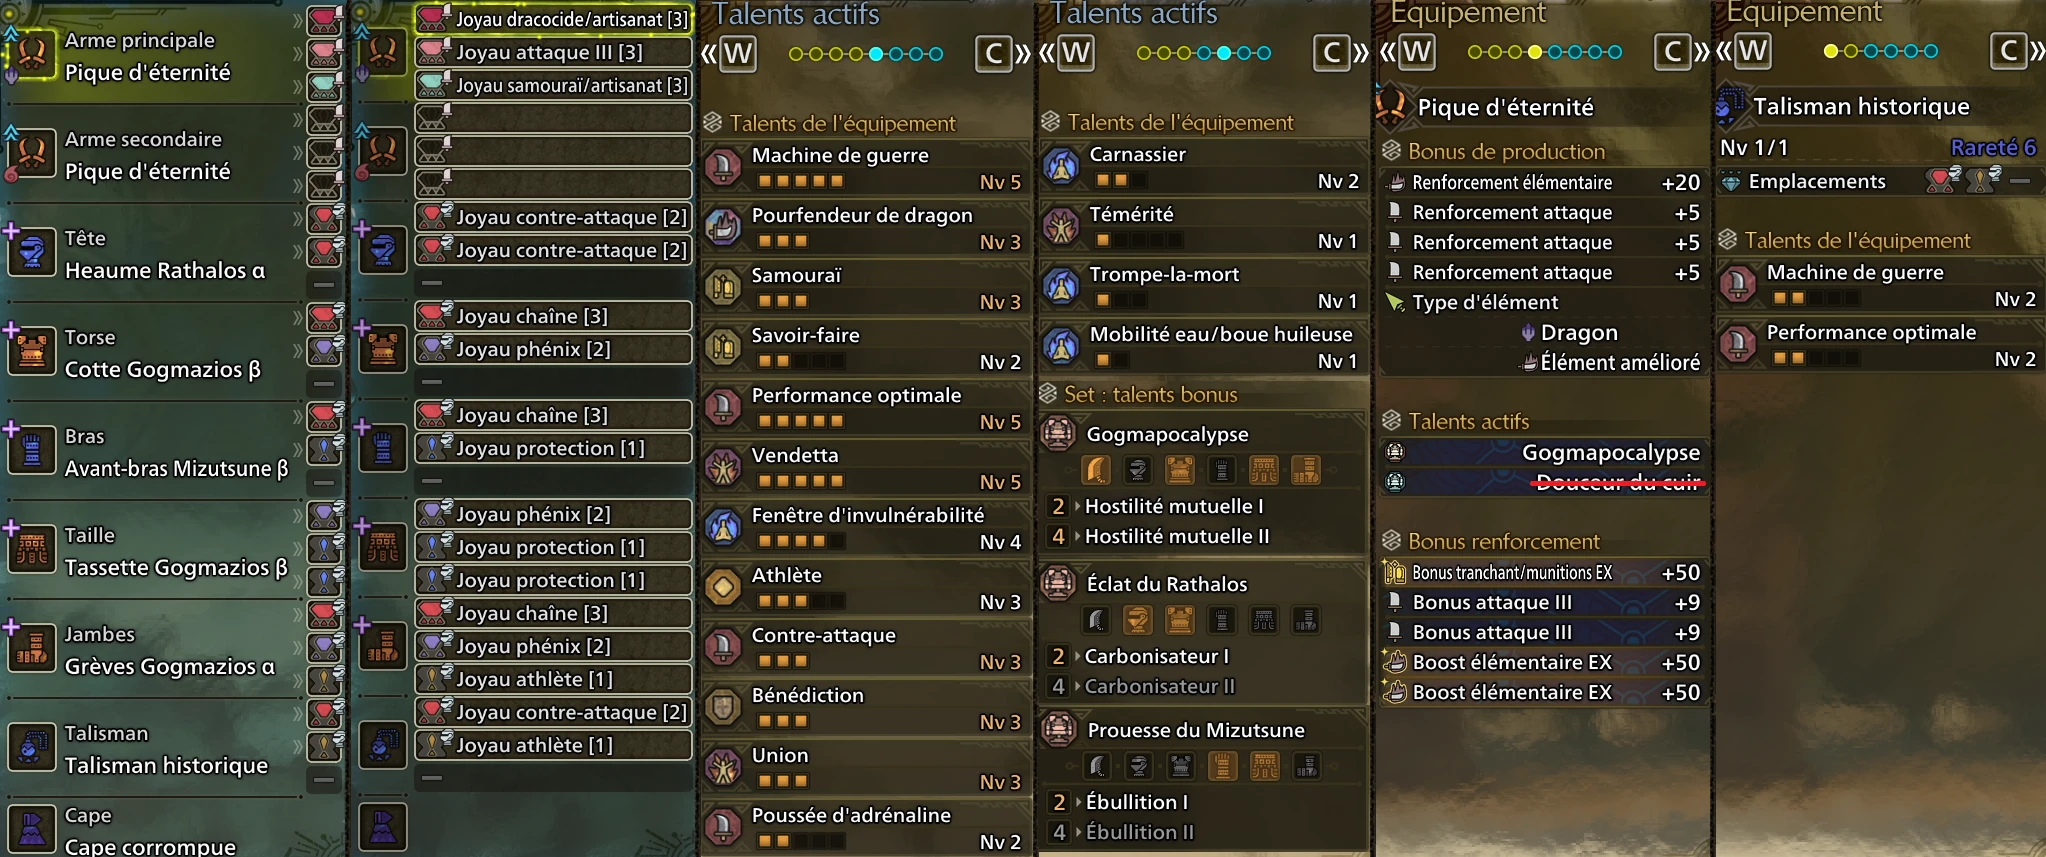 Arme principale
Pique d'éternité
Arme secondaire
Pique d'éternité
Tête
Heaume Rathalos α
Torse
Cotte Gogmazios β
Bras
Avant-bras Mizutsune β
Taille
Tassette Gogmazios β
Jambes
Grèves Gogmazios α
Talisman
Talisman historique
Cape
Cape corrompue
Joyau dracocide/artisanat [3]
Joyau attaque III [3]
Joyau samouraï/artisanat [3]
Joyau contre-attaque [2]
Joyau contre-attaque [2]
Joyau chaîne [3]
Joyau phénix [2]
Joyau chaîne [3]
Joyau protection [1]
Joyau phénix [2]
Joyau protection [1]
Joyau protection [1]
Joyau chaîne [3]
Joyau phénix [2]
Joyau athlète [1]
Joyau contre-attaque [2]
Joyau athlète [1]
Talents actifs
W C
Talents de l'équipement
Machine de guerre
Nv 5
Pourfendeur de dragon
Nv 3
Samouraï
Nv 3
Savoir-faire
Nv 2
Performance optimale
Nv 5
Vendetta
Nv 5
Fenêtre d'invulnérabilité
Nv 4
Athlète
Nv 3
Contre-attaque
Nv 3
Bénédiction
Nv 3
Union
Nv 3
Poussée d'adrénaline
Nv 2
Talents actifs
W C
Talents de l'équipement
Carnassier
Nv 2
Témérité
Nv 1
Trompe-la-mort
Nv 1
Mobilité eau/boue huileuse
Nv 1
Set : talents bonus
Gogmapocalypse
2 Hostilité mutuelle I
4 Hostilité mutuelle II
Éclat du Rathalos
2 Carbonisateur I
4 Carbonisateur II
Prouesse du Mizutsune
2 Ébullition I
4 Ébullition II
Equipement
W C
Pique d'éternité
Bonus de production
Renforcement élémentaire +20
Renforcement attaque +5
Renforcement attaque +5
Renforcement attaque +5
Type d'élément
Dragon
Élément amélioré
Talents actifs
Gogmapocalypse
Douceur du cuir
Bonus renforcement
Bonus tranchant/munitions EX +50
Bonus attaque III +9
Bonus attaque III +9
Boost élémentaire EX +50
Boost élémentaire EX +50
Equipement
W C
Talisman historique
Nv 1/1 Rareté 6
Emplacements
Talents de l'équipement
Machine de guerre
Nv 2
Performance optimale
Nv 2